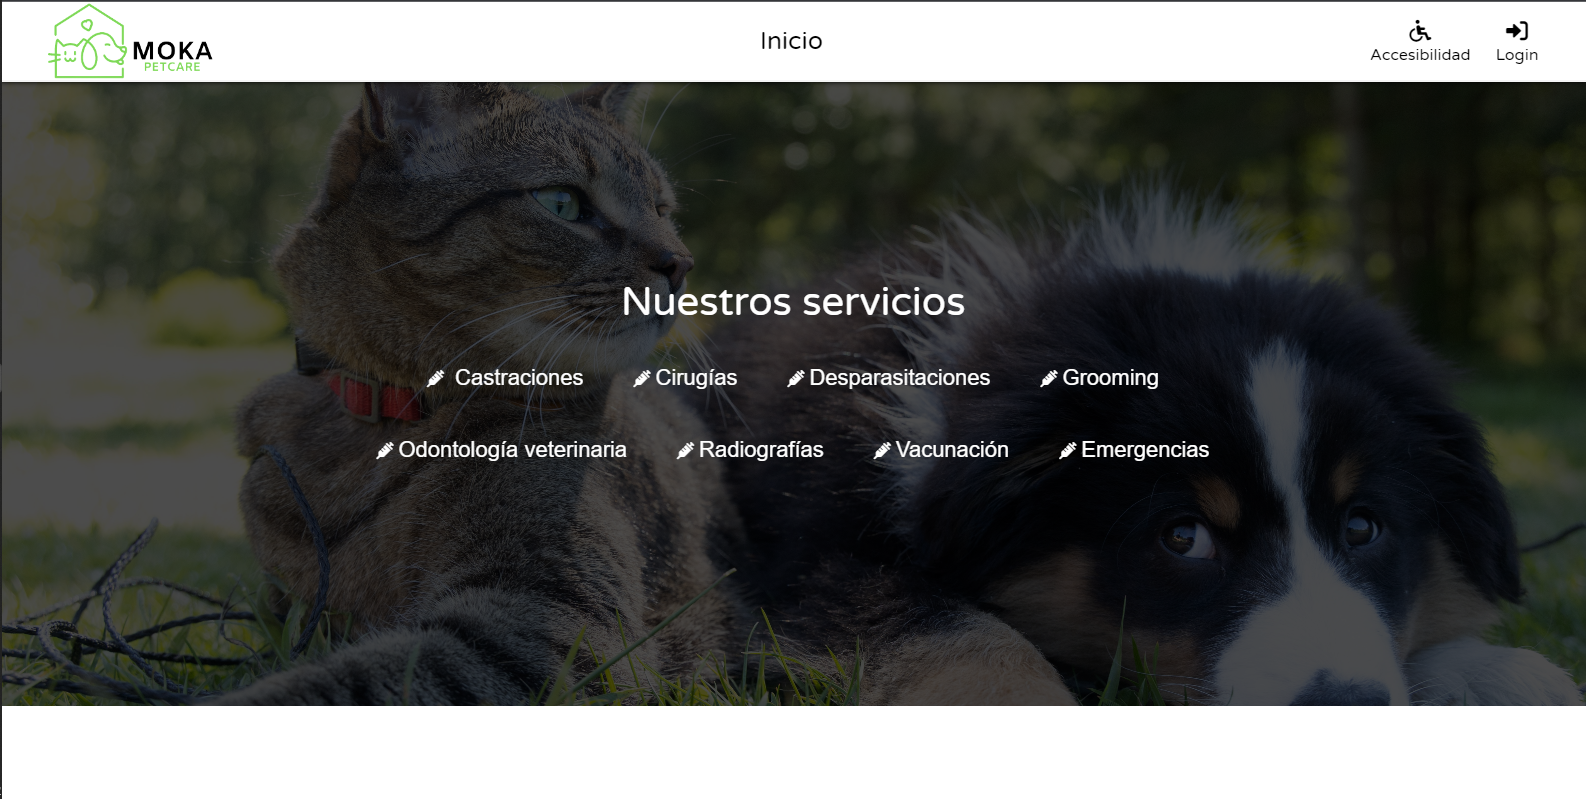 MOKA
PETCARE
Inicio
Accesibilidad
Login
Nuestros servicios
Castraciones Cirugías Desparasitaciones Grooming
Odontología veterinaria Radiografías Vacunación Emergencias